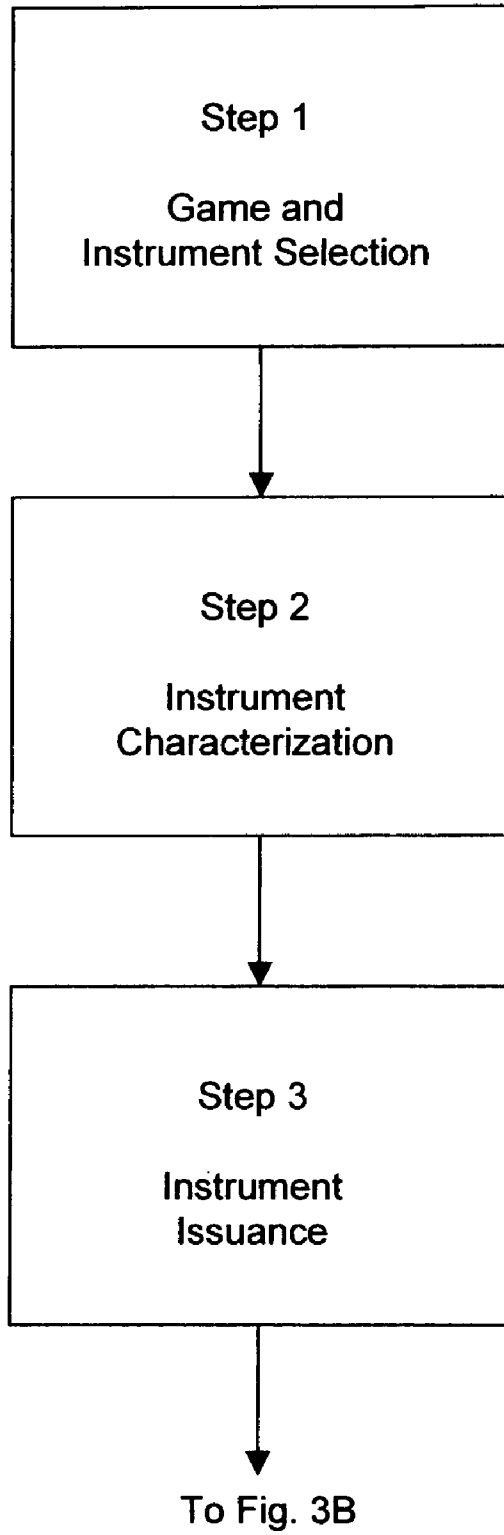 Step 1
Game and
Instrument Selection
Step 2
Instrument
Characterization
Step 3
Instrument
Issuance
To Fig. 3B